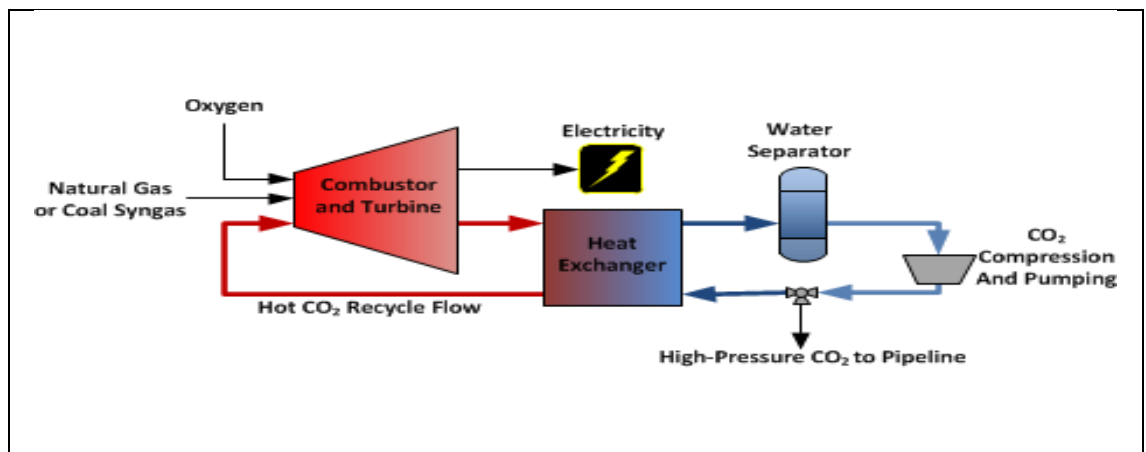 Oxygen
Natural Gas
or Coal Syngas
Combustor
and Turbine
Electricity
Water
Separator
Heat
Exchanger
CO₂
Compression
And Pumping
Hot CO₂ Recycle Flow
High-Pressure CO₂ to Pipeline